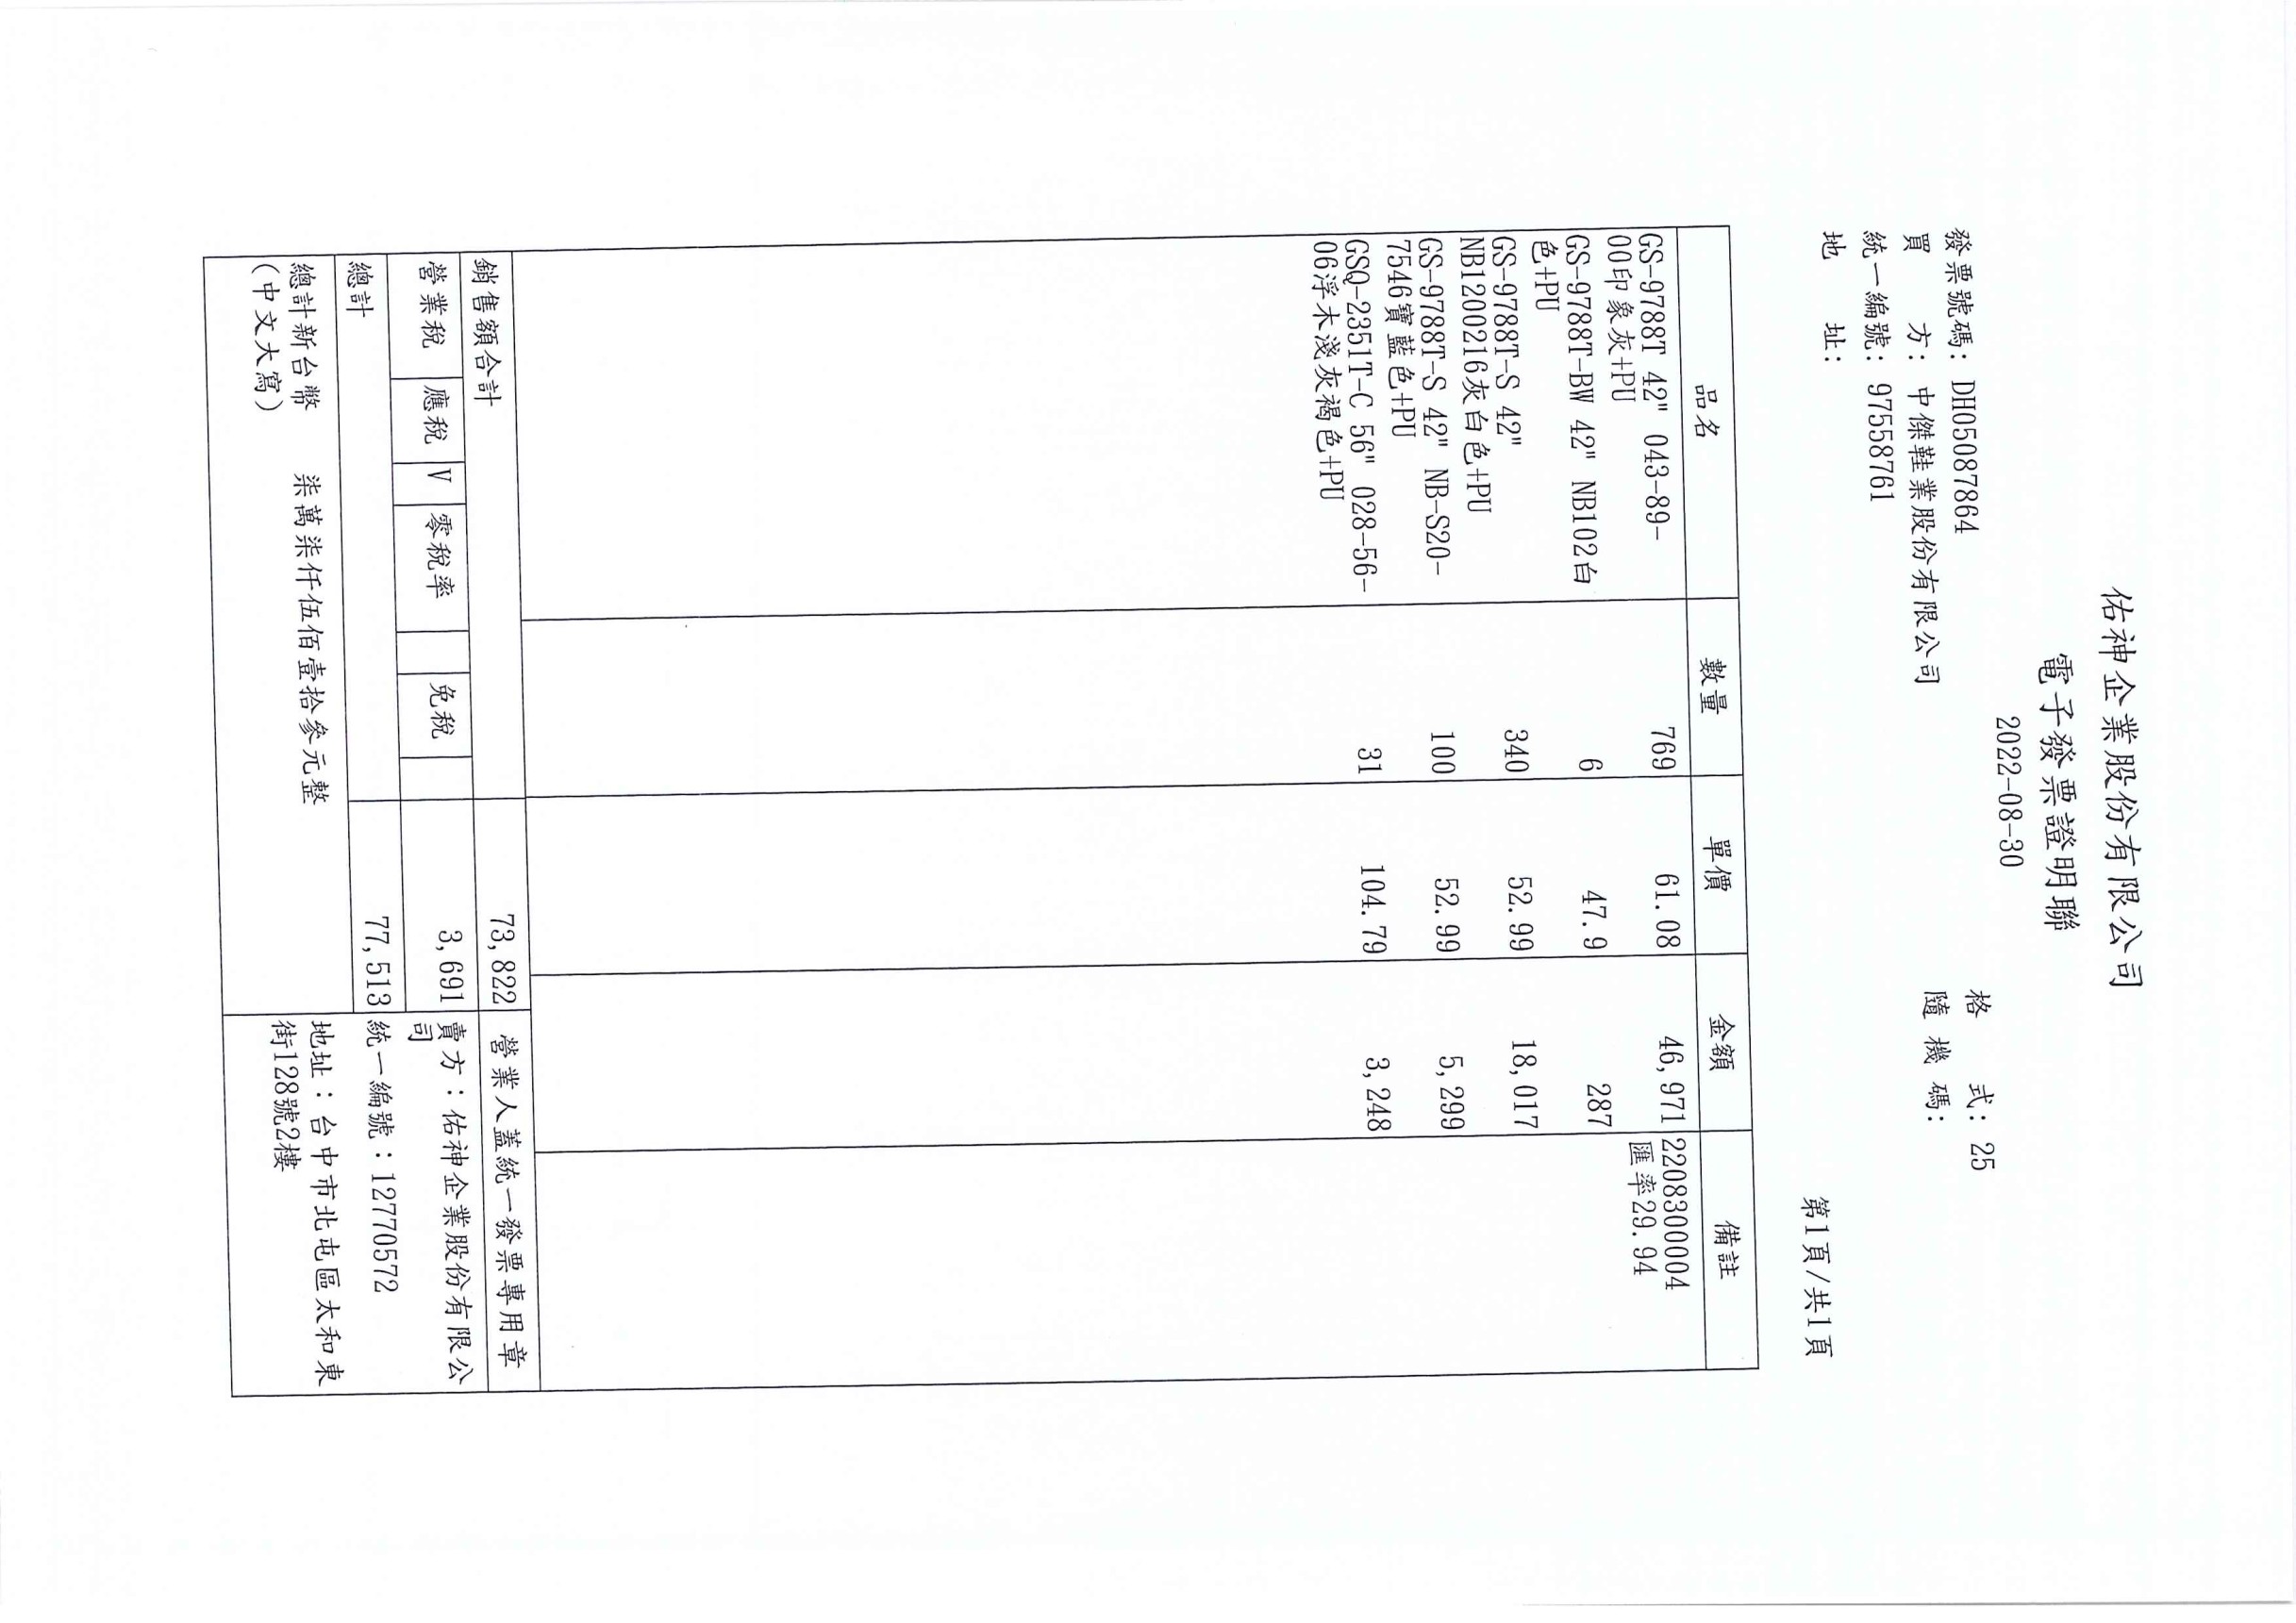 佑神企業股份有限公司
電子發票證明聯
2022-08-30
發票號碼: DH05087864
格 式: 25
買 方: 中傑鞋業股份有限公司
隨 機 碼:
統一編號: 97558761
地 址:
第1頁/共1頁
品名 數量 單價 金額 備註
GS-9788T 42" 043-89- 769 61.08 46,971 2208300004
00印象灰+PU 匯率29.94
GS-9788T-BW 42" NB102白 6 47.9 287
色+PU
GS-9788T-S 42" 340 52.99 18,017
NB1200216灰白色+PU
GS-9788T-S 42" NB-S20- 100 52.99 5,299
7546寶藍色+PU
GSQ-2351T-C 56" 028-56- 31 104.79 3,248
06浮木淺灰褐色+PU
銷售額合計 73,822 營業人蓋統一發票專用章
營業稅 應稅 V 零稅率 免稅 3,691 賣方：佑神企業股份有限公
司
總計 77,513 統一編號：12770572
總計新台幣 柒萬柒仟伍佰壹拾參元整
(中文大寫)
地址：台中市北屯區太和東
街128號2樓